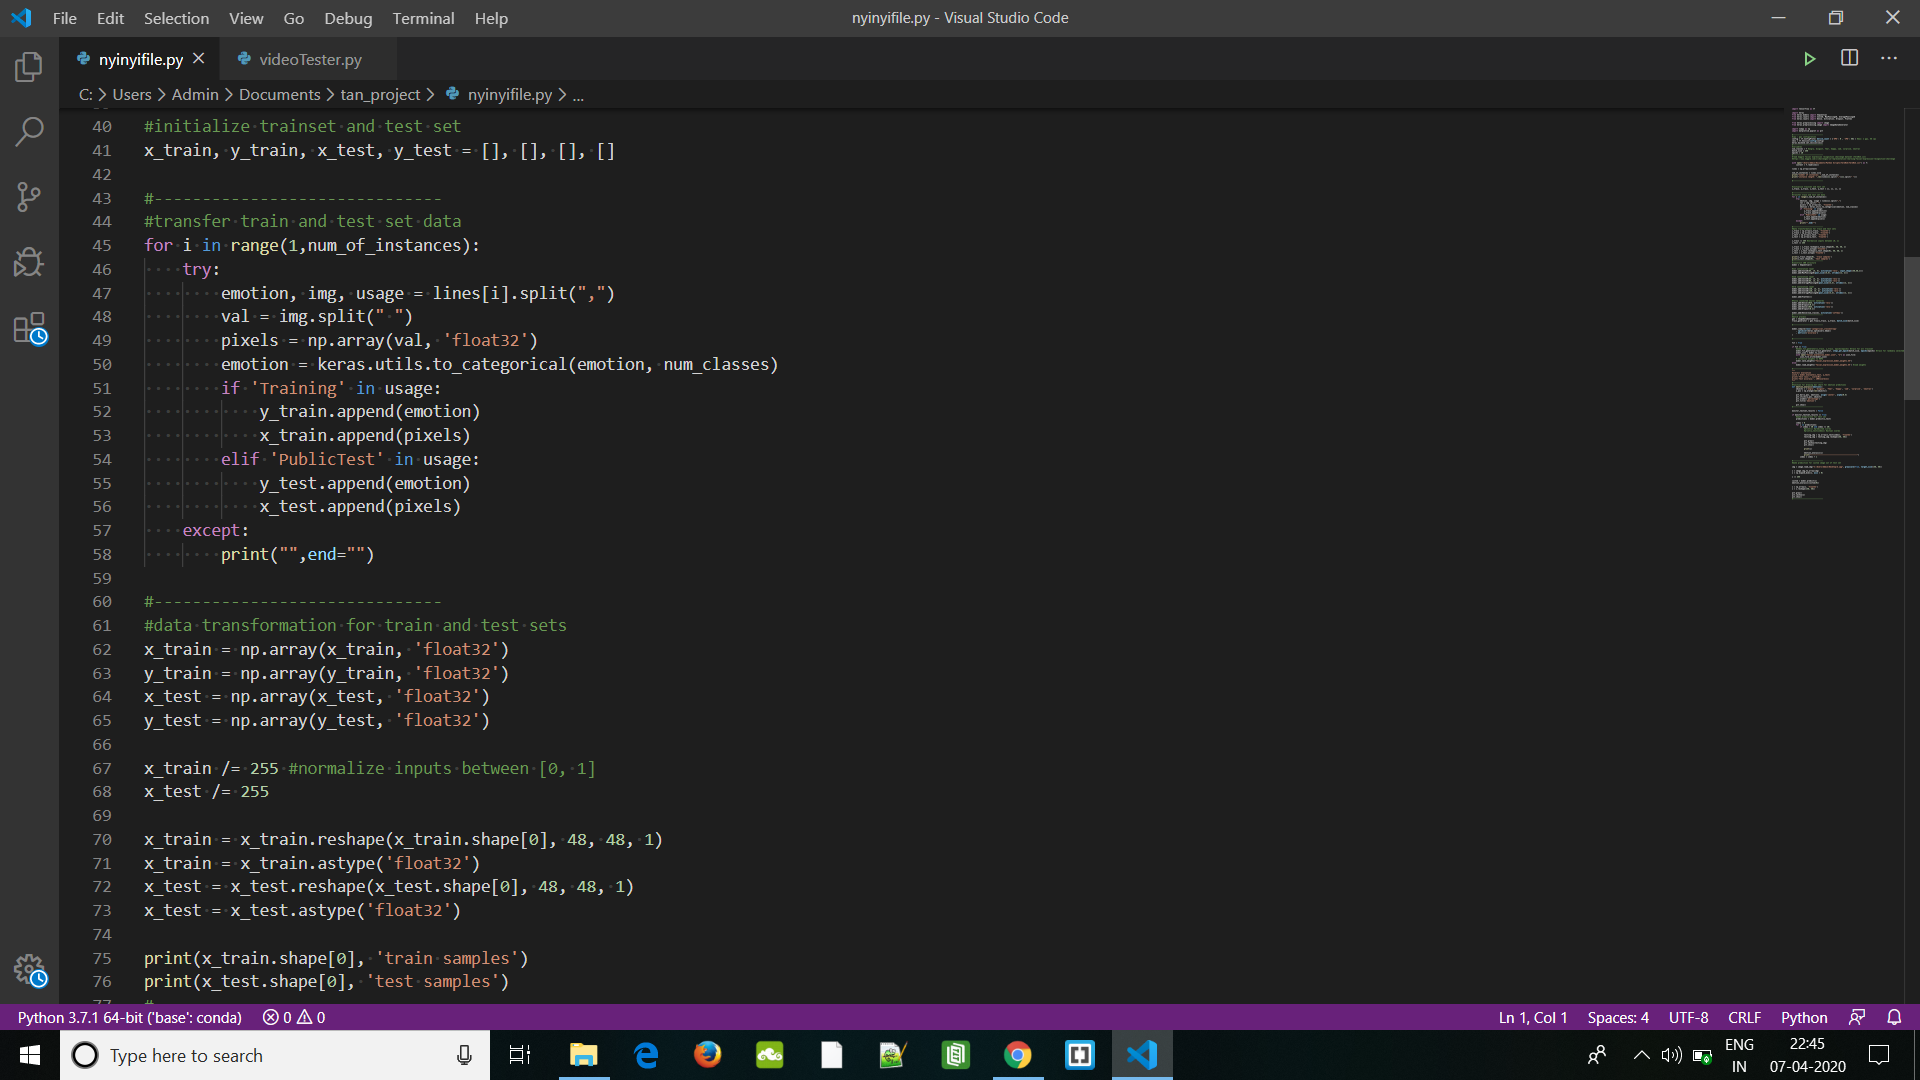 File Edit Selection View Go Debug Terminal Help
nyinyifile.py - Visual Studio Code
nyinyifile.py
videoTester.py
C: > Users > Admin > Documents > tan_project > nyinyifile.py > ...
40 #initialize trainset and test set
41 x_train, y_train, x_test, y_test = [], [], [], []
42
43 #------------------------------
44 #transfer train and test set data
45 for i in range(1,num_of_instances):
46     try:
47         emotion, img, usage = lines[i].split(",")
48         val = img.split(" ")
49         pixels = np.array(val, 'float32')
50         emotion = keras.utils.to_categorical(emotion, num_classes)
51         if 'Training' in usage:
52             y_train.append(emotion)
53             x_train.append(pixels)
54         elif 'PublicTest' in usage:
55             y_test.append(emotion)
56             x_test.append(pixels)
57     except:
58         print("",end="")
59
60 #------------------------------
61 #data transformation for train and test sets
62 x_train = np.array(x_train, 'float32')
63 y_train = np.array(y_train, 'float32')
64 x_test = np.array(x_test, 'float32')
65 y_test = np.array(y_test, 'float32')
66
67 x_train /= 255 #normalize inputs between [0, 1]
68 x_test /= 255
69
70 x_train = x_train.reshape(x_train.shape[0], 48, 48, 1)
71 x_train = x_train.astype('float32')
72 x_test = x_test.reshape(x_test.shape[0], 48, 48, 1)
73 x_test = x_test.astype('float32')
74
75 print(x_train.shape[0], 'train samples')
76 print(x_test.shape[0], 'test samples')
Python 3.7.1 64-bit ('base': conda) 0 0
Ln 1, Col 1 Spaces: 4 UTF-8 CRLF Python
Type here to search
ENG
IN
22:45
07-04-2020